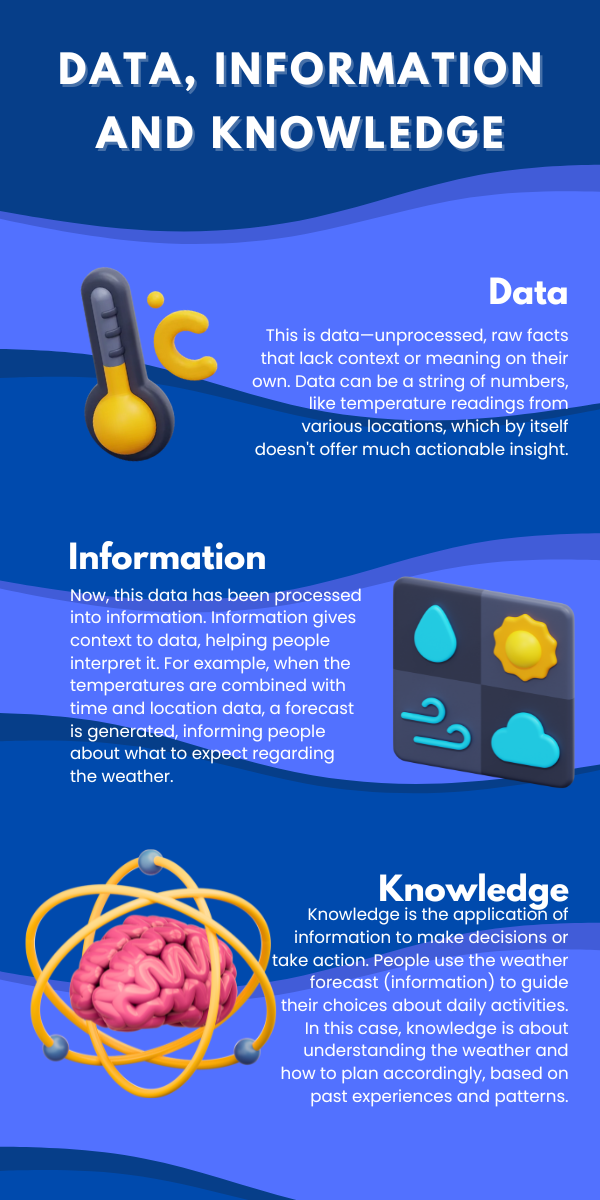 DATA, INFORMATION
AND KNOWLEDGE
Data
This is data—unprocessed, raw facts
that lack context or meaning on their
own. Data can be a string of numbers,
like temperature readings from
various locations, which by itself
doesn't offer much actionable insight.
Information
Now, this data has been processed
into information. Information gives
context to data, helping people
interpret it. For example, when the
temperatures are combined with
time and location data, a forecast
is generated, informing people
about what to expect regarding
the weather.
Knowledge
Knowledge is the application of
information to make decisions or
take action. People use the weather
forecast (information) to guide
their choices about daily activities.
In this case, knowledge is about
understanding the weather and
how to plan accordingly, based on
past experiences and patterns.